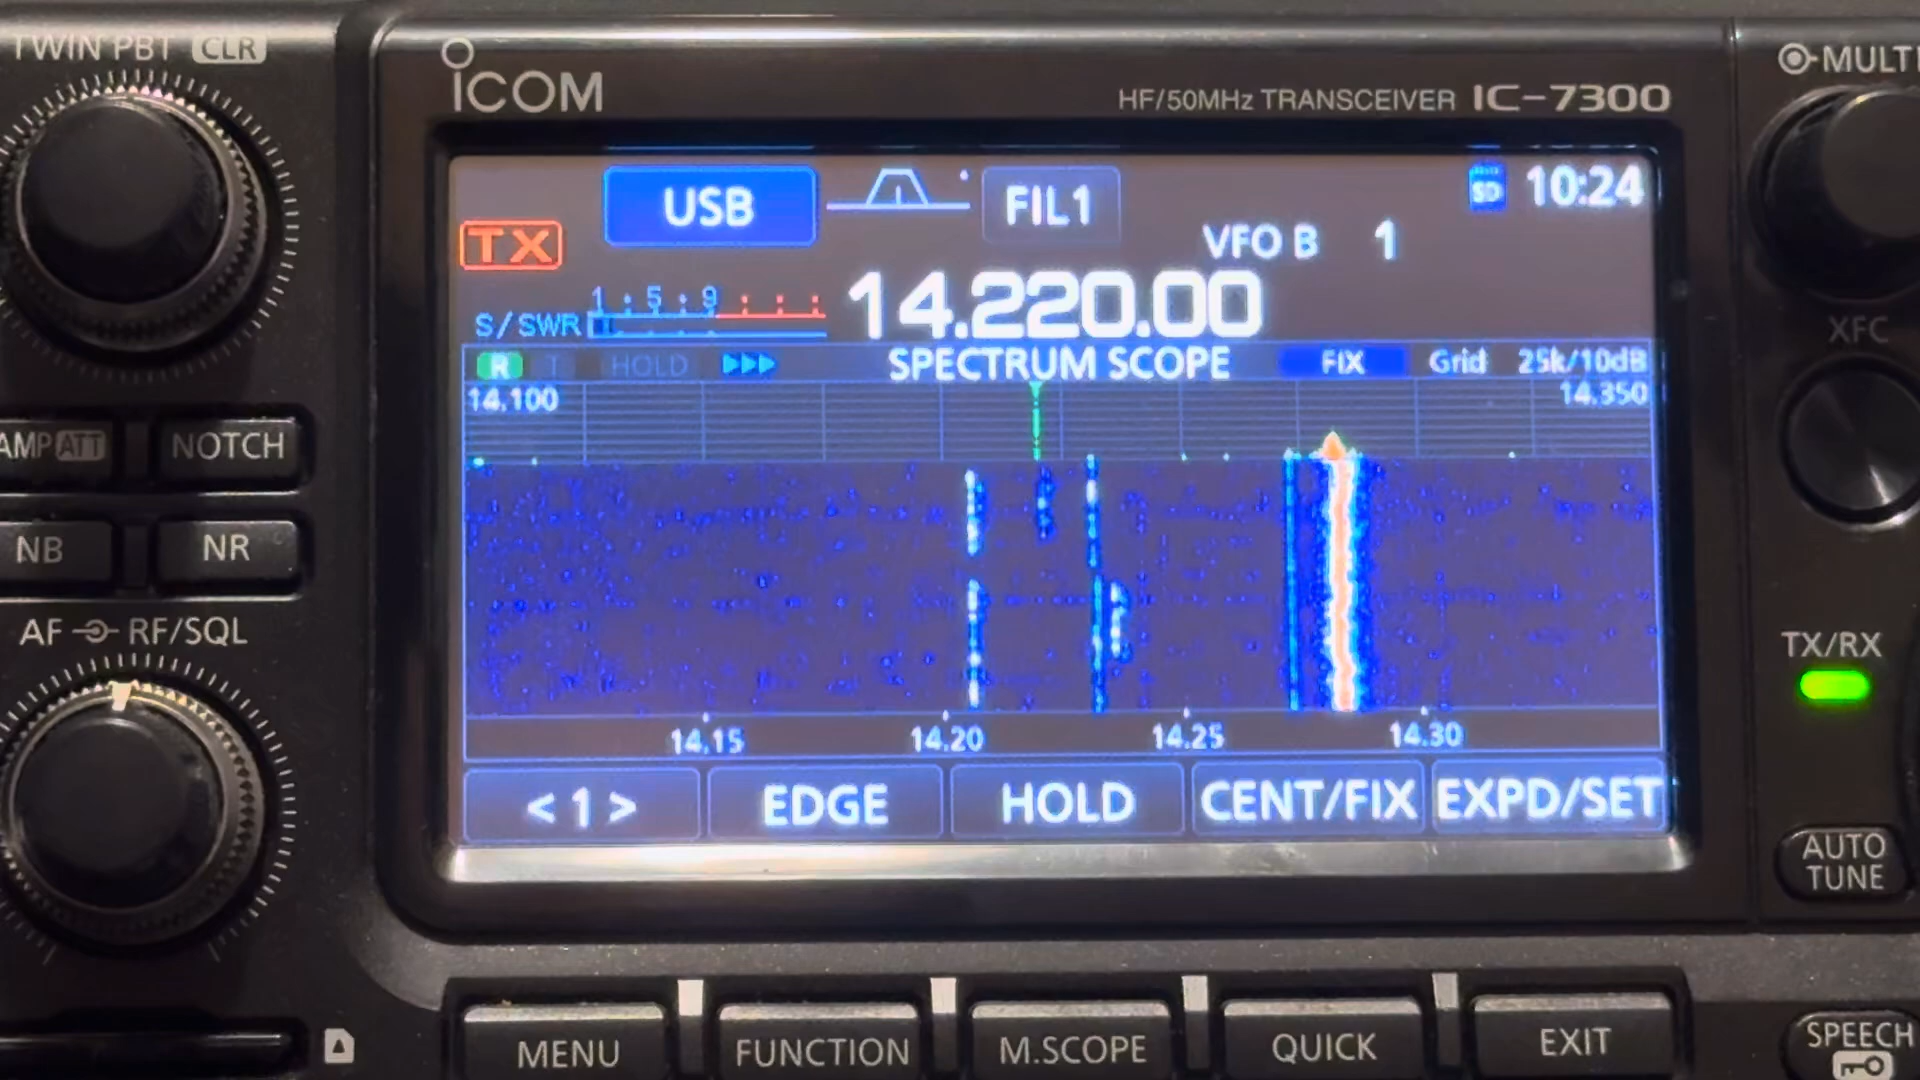 TWIN PBT CLR
ICOM
HF/50MHz TRANSCEIVER IC-7300
MULTI
USB
FIL1
SD
10:24
TX
VFO B 1
1 5 9
14.220.00
S/SWR
R T HOLD
SPECTRUM SCOPE
FIX
Grid
25k/10dB
14.100
14.350
XFC
AMP ATT
NOTCH
NB
NR
AF RF/SQL
TX/RX
14.15
14.20
14.25
14.30
<1>
EDGE
HOLD
CENT/FIX
EXPD/SET
AUTO
TUNE
MENU
FUNCTION
M.SCOPE
QUICK
EXIT
SPEECH